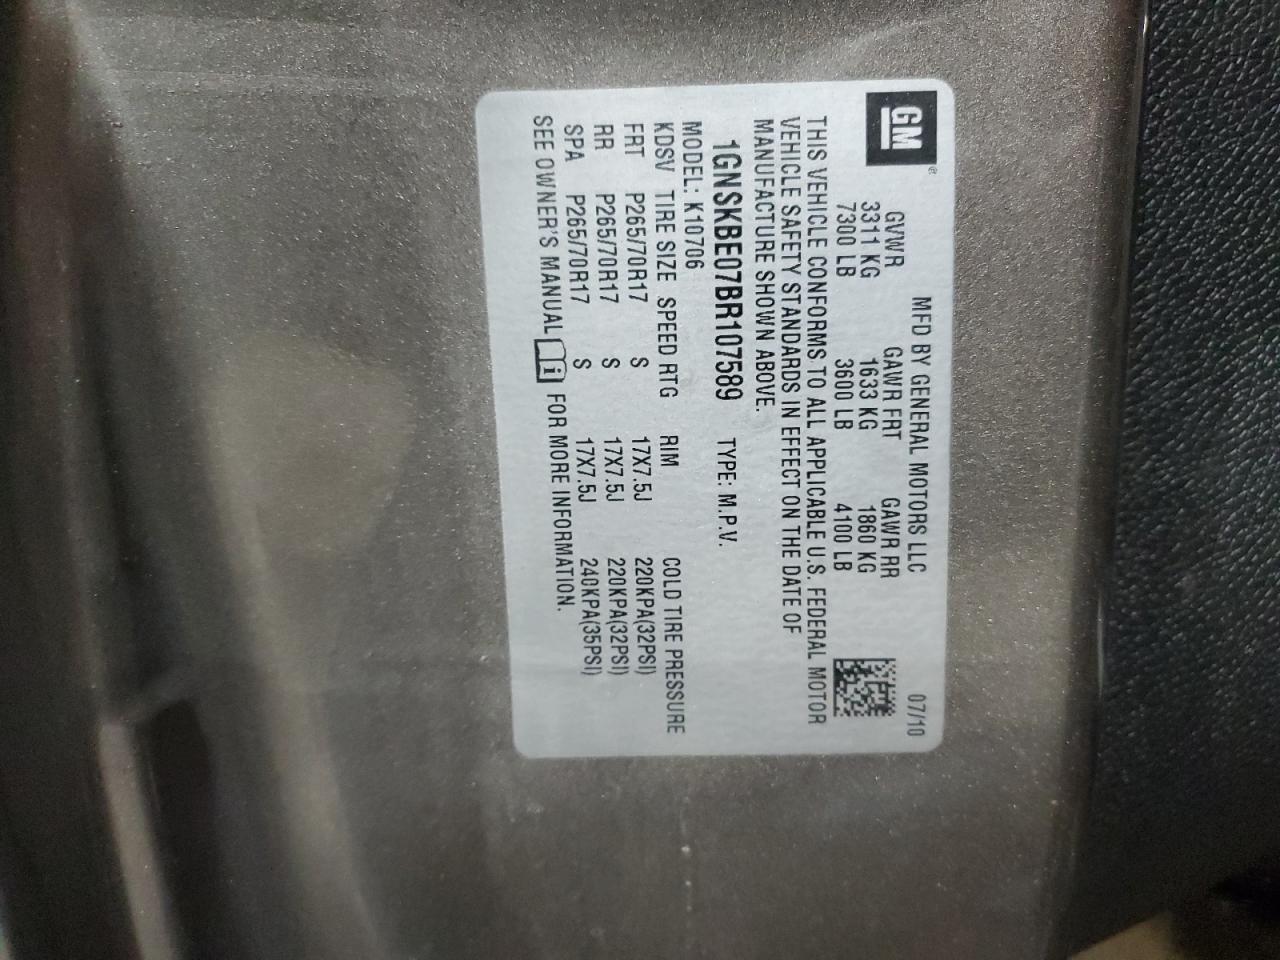 GM
MFD BY GENERAL MOTORS LLC 07/10
GVWR GAWR FRT GAWR RR
3311 KG 1633 KG 1860 KG
7300 LB 3600 LB 4100 LB
THIS VEHICLE CONFORMS TO ALL APPLICABLE U.S. FEDERAL MOTOR
VEHICLE SAFETY STANDARDS IN EFFECT ON THE DATE OF
MANUFACTURE SHOWN ABOVE.
1GNSKBE07BR107589 TYPE: M.P.V.
MODEL: K10706
KDSV TIRE SIZE SPEED RTG RIM COLD TIRE PRESSURE
FRT P265/70R17 S 17X7.5J 220KPA(32PSI)
RR P265/70R17 S 17X7.5J 220KPA(32PSI)
SPA P265/70R17 S 17X7.5J 240KPA(35PSI)
SEE OWNER'S MANUAL i FOR MORE INFORMATION.